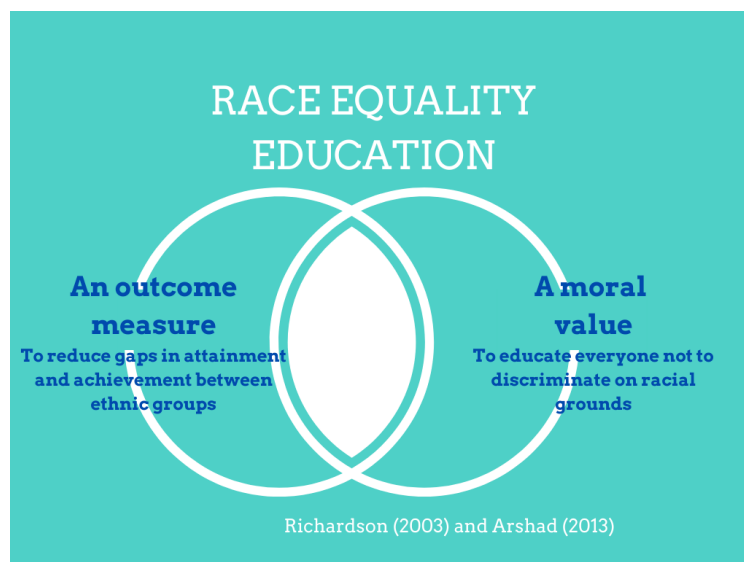 RACE EQUALITY
EDUCATION
An outcome
measure
To reduce gaps in attainment
and achievement between
ethnic groups
A moral
value
To educate everyone not to
discriminate on racial
grounds
Richardson (2003) and Arshad (2013)